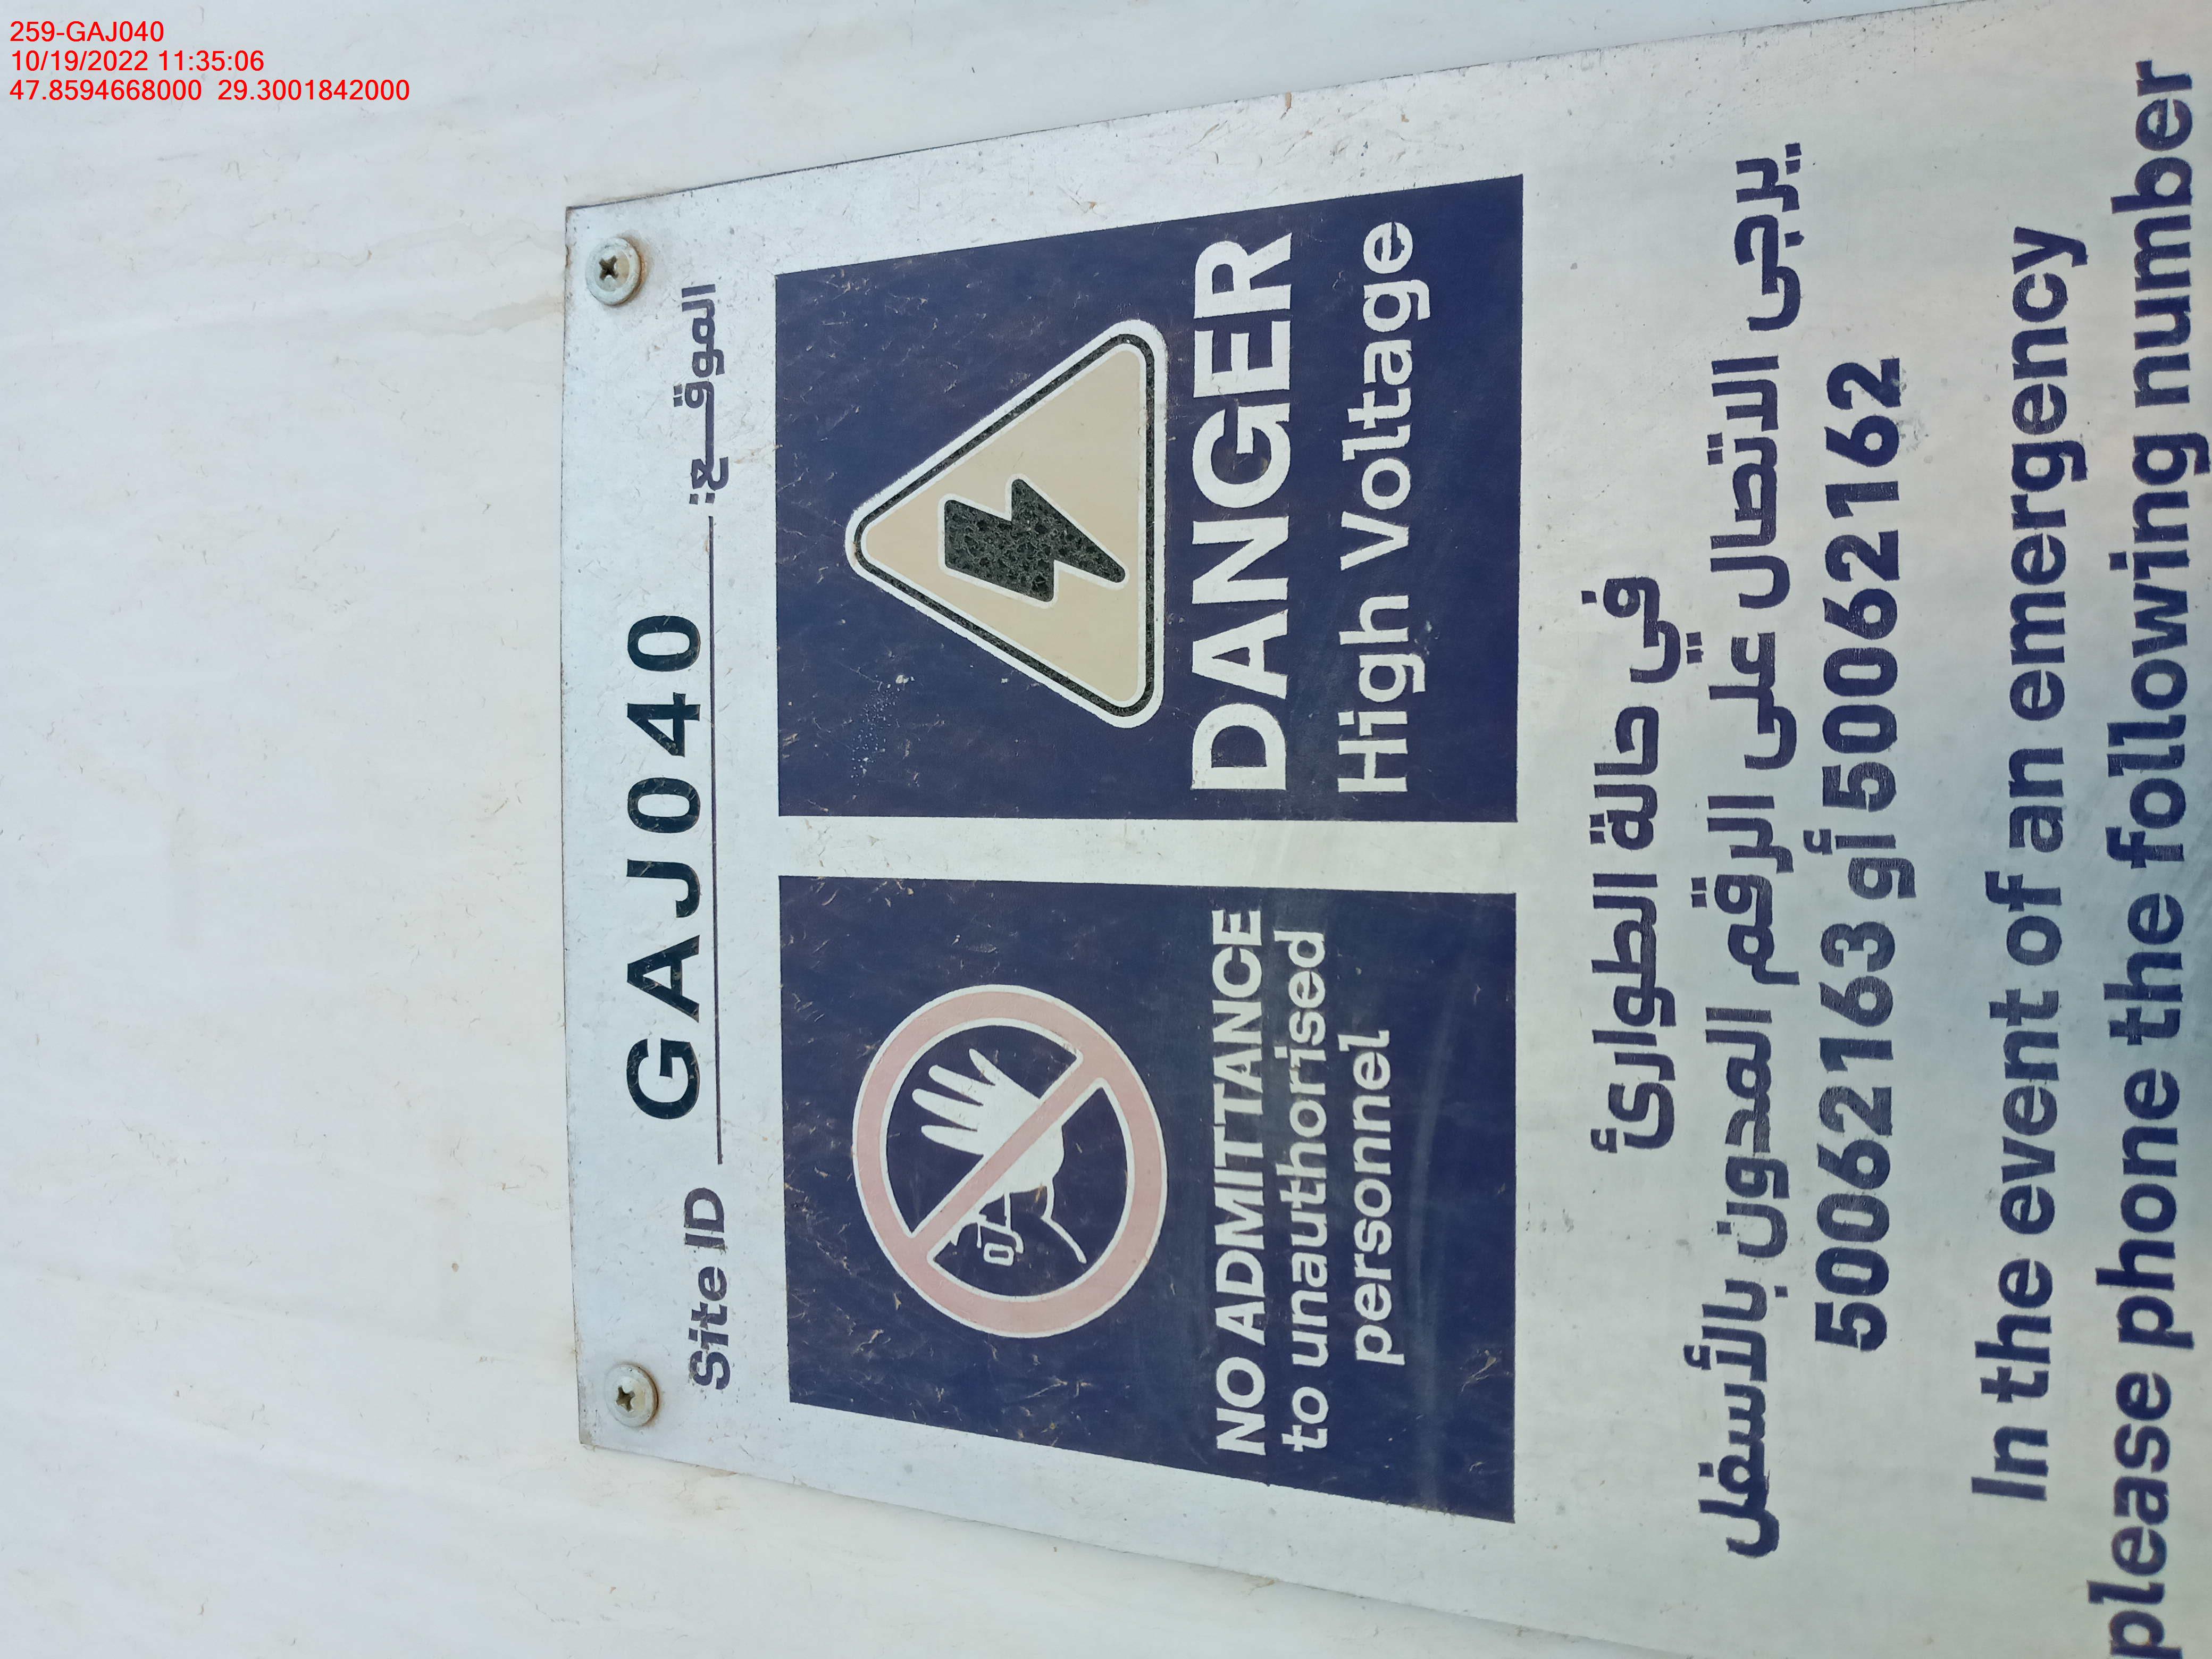 259-GAJ040
10/19/2022 11:35:06
47.8594668000 29.3001842000
Site ID GAJ040 الموقـــع:
NO ADMITTANCE
to unauthorised
personnel
DANGER
High Voltage
في حالة الطوارئ
يرجى الاتصال على الرقم المدون بالأسفل
50062163 أو 50062162
In the event of an emergency
please phone the following number